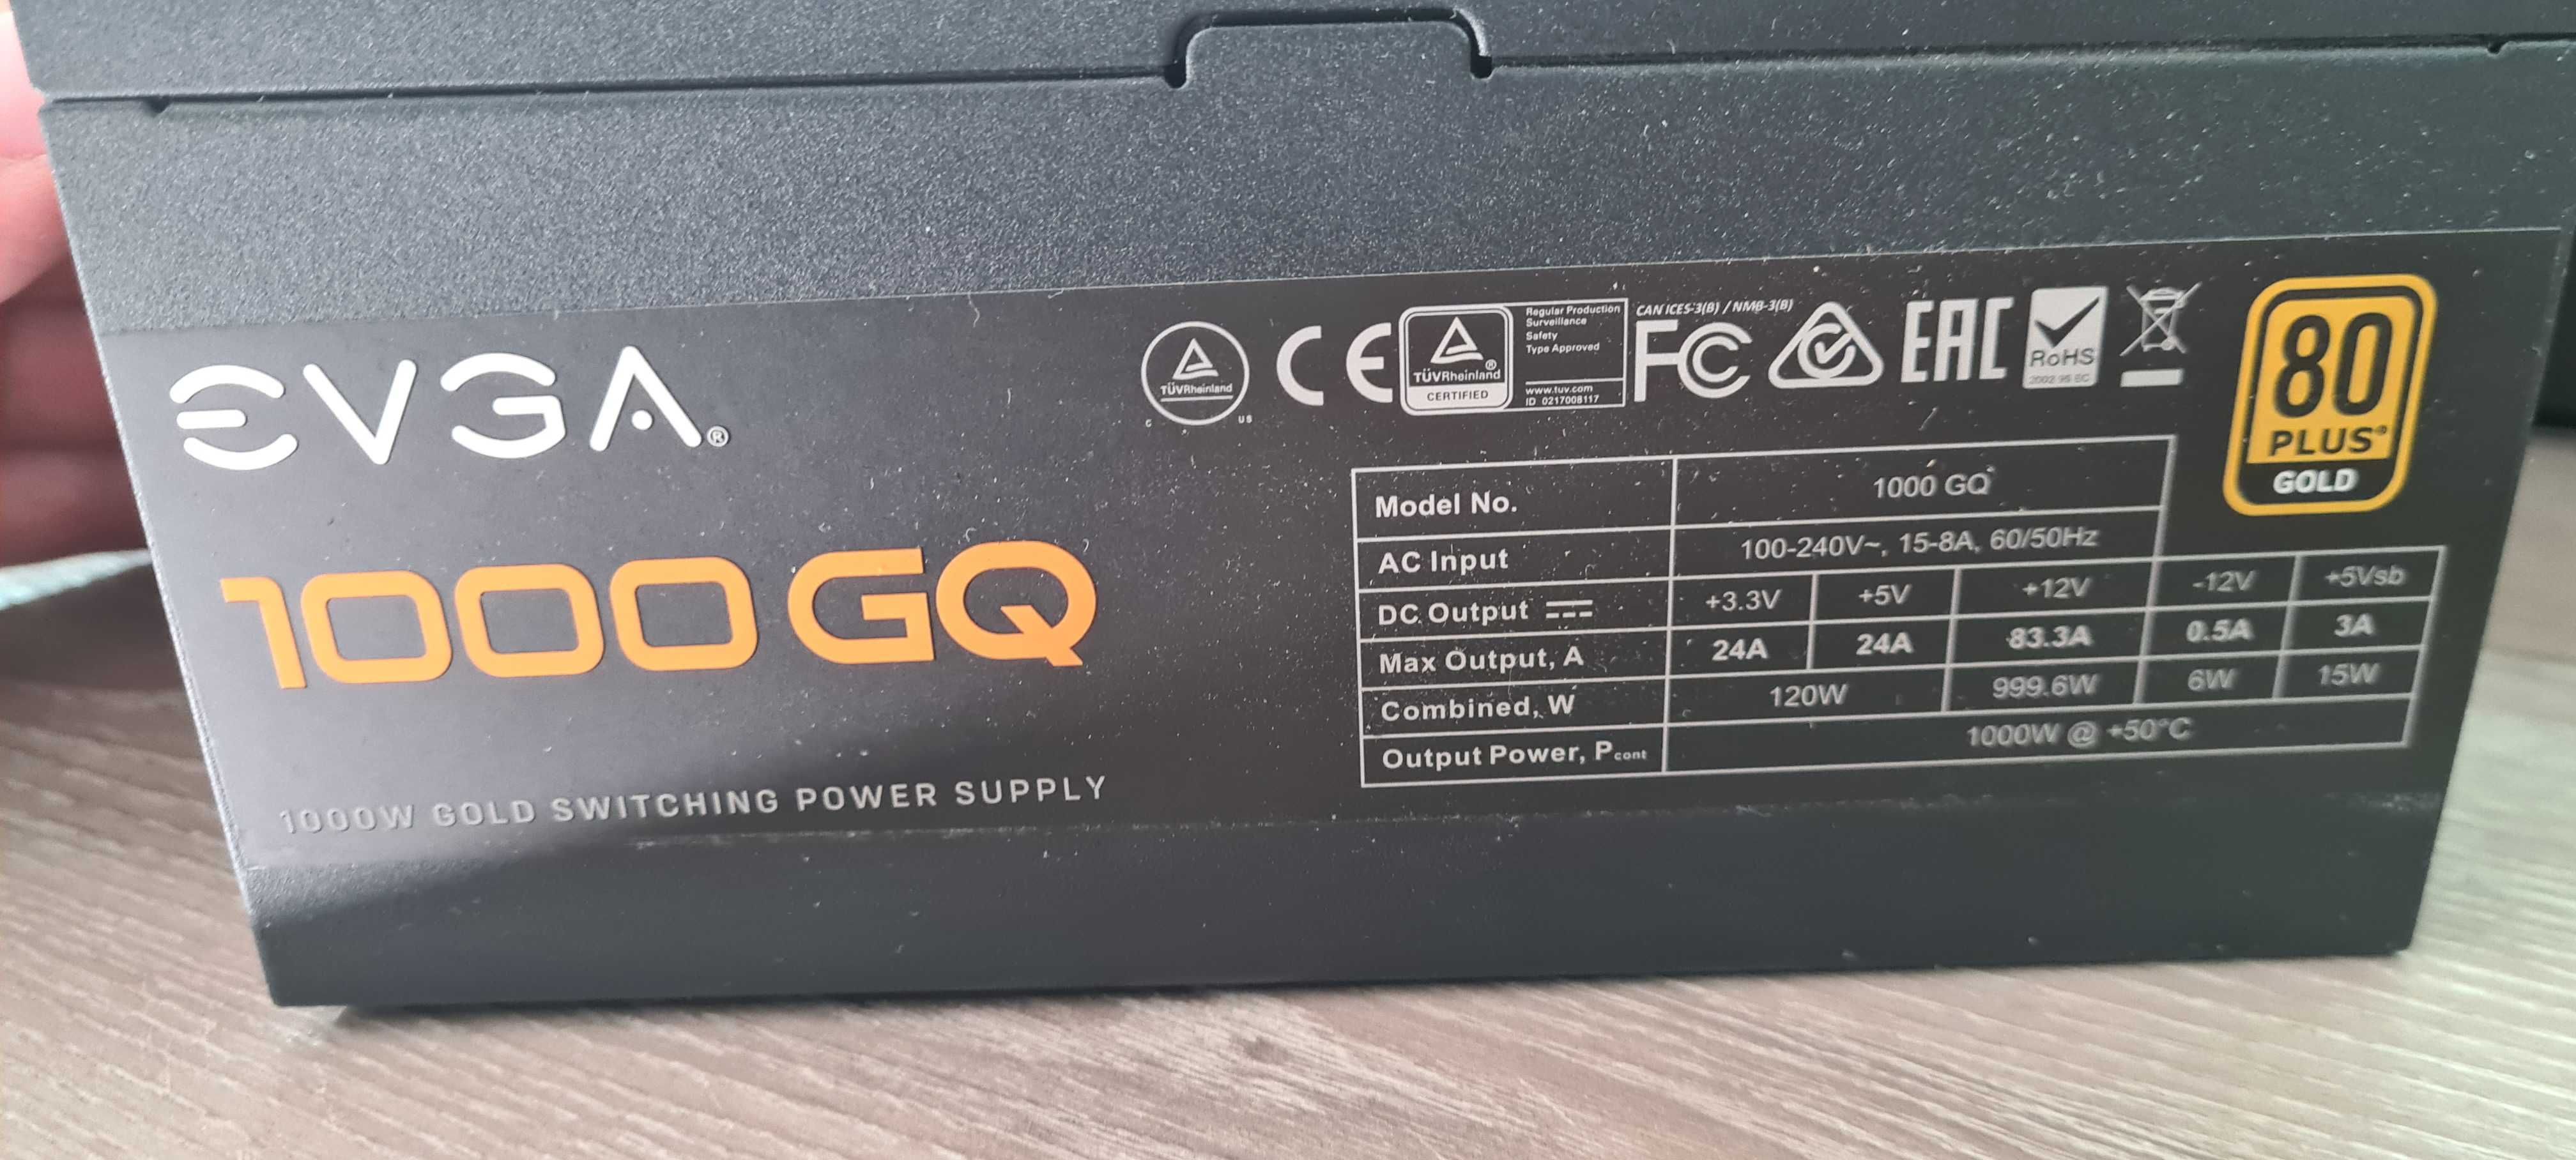 EVGA®
1000 GQ
1000W GOLD SWITCHING POWER SUPPLY
TÜVRheinland
C US
CE
TÜVRheinland®
CERTIFIED
Regular Production
Surveillance
Safety
Type Approved
www.tuv.com
ID 0217008117
CAN ICES-3(B) / NMB-3(B)
FC
EAC
RoHS
2002/95/EC
80
PLUS®
GOLD
Model No. 1000 GQ
AC Input 100-240V~, 15-8A, 60/50Hz
DC Output +3.3V +5V +12V -12V +5Vsb
Max Output, A 24A 24A 83.3A 0.5A 3A
Combined, W 120W 999.6W 6W 15W
Output Power, Pcont 1000W @ +50°C